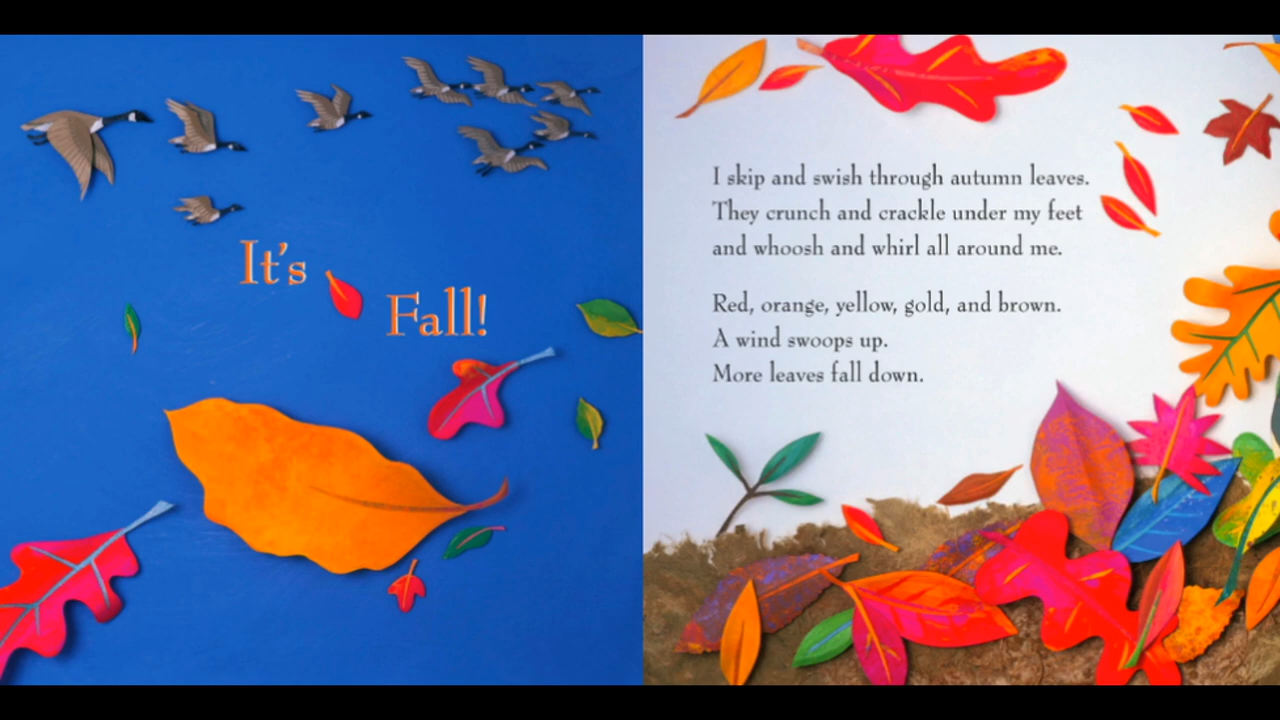 It's
Fall!
I skip and swish through autumn leaves.
They crunch and crackle under my feet
and whoosh and whirl all around me.
Red, orange, yellow, gold, and brown.
A wind swoops up.
More leaves fall down.